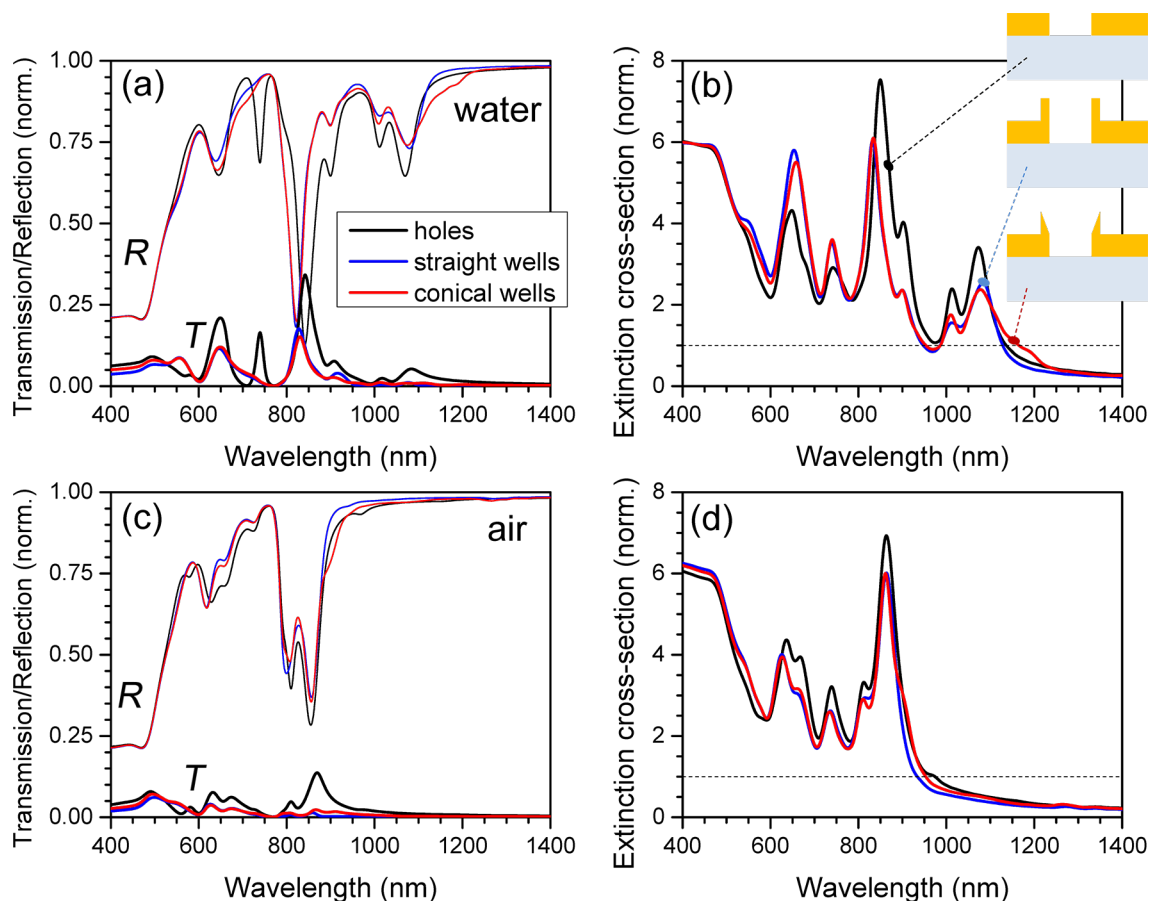 (a)
water
R
T
holes
straight wells
conical wells
1.00
0.75
0.50
0.25
0.00
400 600 800 1000 1200 1400
Wavelength (nm)
Transmission/Reflection (norm.)
(b)
8
6
4
2
0
400 600 800 1000 1200 1400
Wavelength (nm)
Extinction cross-section (norm.)
(c)
air
R
T
1.00
0.75
0.50
0.25
0.00
400 600 800 1000 1200 1400
Wavelength (nm)
Transmission/Reflection (norm.)
(d)
8
6
4
2
0
400 600 800 1000 1200 1400
Wavelength (nm)
Extinction cross-section (norm.)